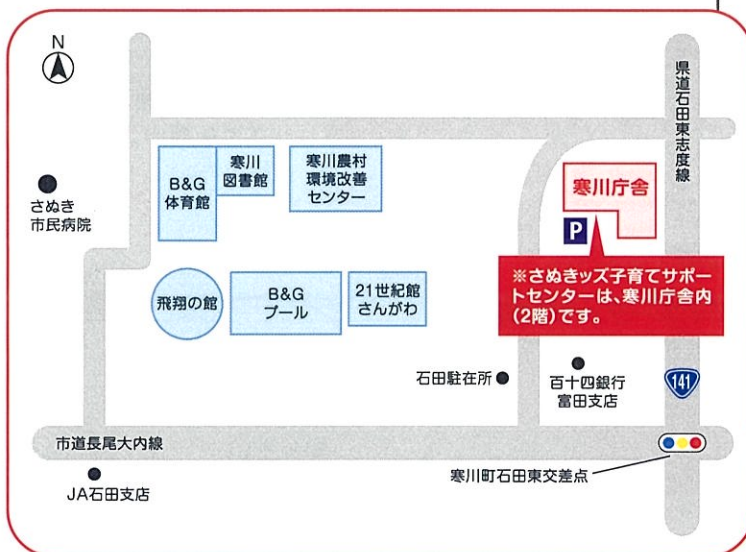 N
県道石田東志度線
さぬき
市民病院
B&G
体育館
寒川
図書館
寒川農村
環境改善
センター
寒川庁舎
P
※さぬきッズ子育てサポー
トセンターは、寒川庁舎内
(2階)です。
飛翔の館
B&G
プール
21世紀館
さんがわ
石田駐在所
百十四銀行
富田支店
141
市道長尾大内線
JA石田支店
寒川町石田東交差点